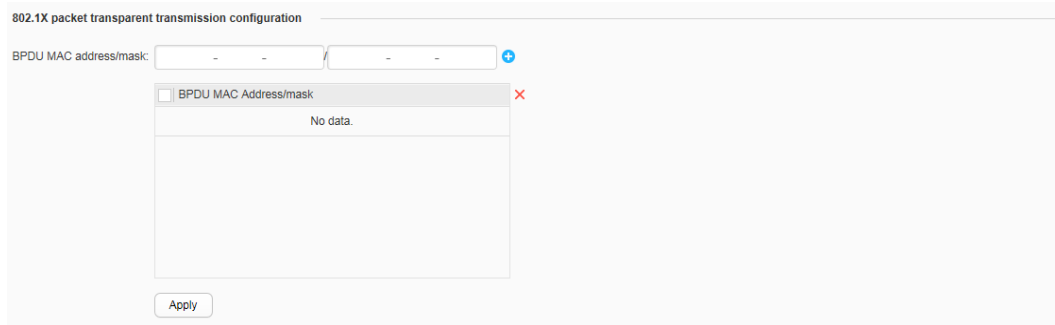 802.1X packet transparent transmission configuration
BPDU MAC address/mask: - - / - -
BPDU MAC Address/mask
No data.
Apply